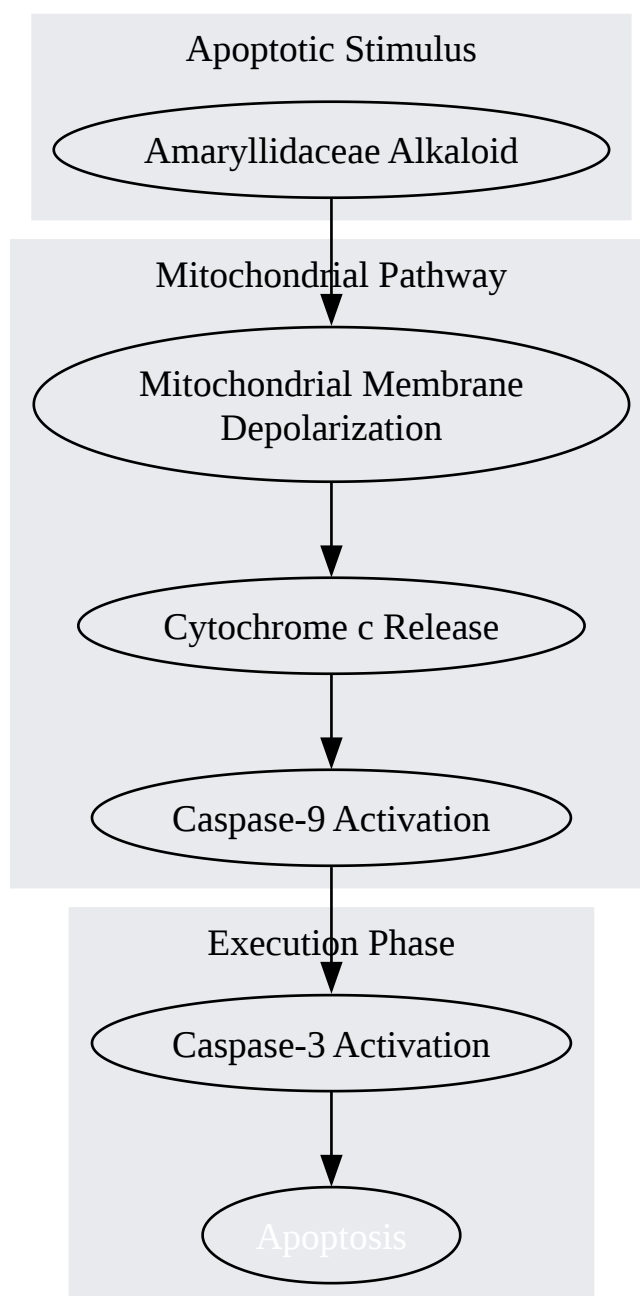 Apoptotic Stimulus
Amaryllidaceae Alkaloid
Mitochondrial Pathway
Mitochondrial Membrane
Depolarization
Cytochrome c Release
Caspase-9 Activation
Execution Phase
Caspase-3 Activation
Apoptosis